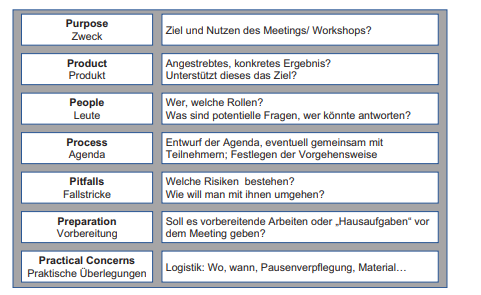 Purpose
Zweck
Ziel und Nutzen des Meetings/ Workshops?
Product
Produkt
Angestrebtes, konkretes Ergebnis?
Unterstützt dieses das Ziel?
People
Leute
Wer, welche Rollen?
Was sind potentielle Fragen, wer könnte antworten?
Process
Agenda
Entwurf der Agenda, eventuell gemeinsam mit
Teilnehmern; Festlegen der Vorgehensweise
Pitfalls
Fallstricke
Welche Risiken bestehen?
Wie will man mit ihnen umgehen?
Preparation
Vorbereitung
Soll es vorbereitende Arbeiten oder „Hausaufgaben“ vor
dem Meeting geben?
Practical Concerns
Praktische Überlegungen
Logistik: Wo, wann, Pausenverpflegung, Material…